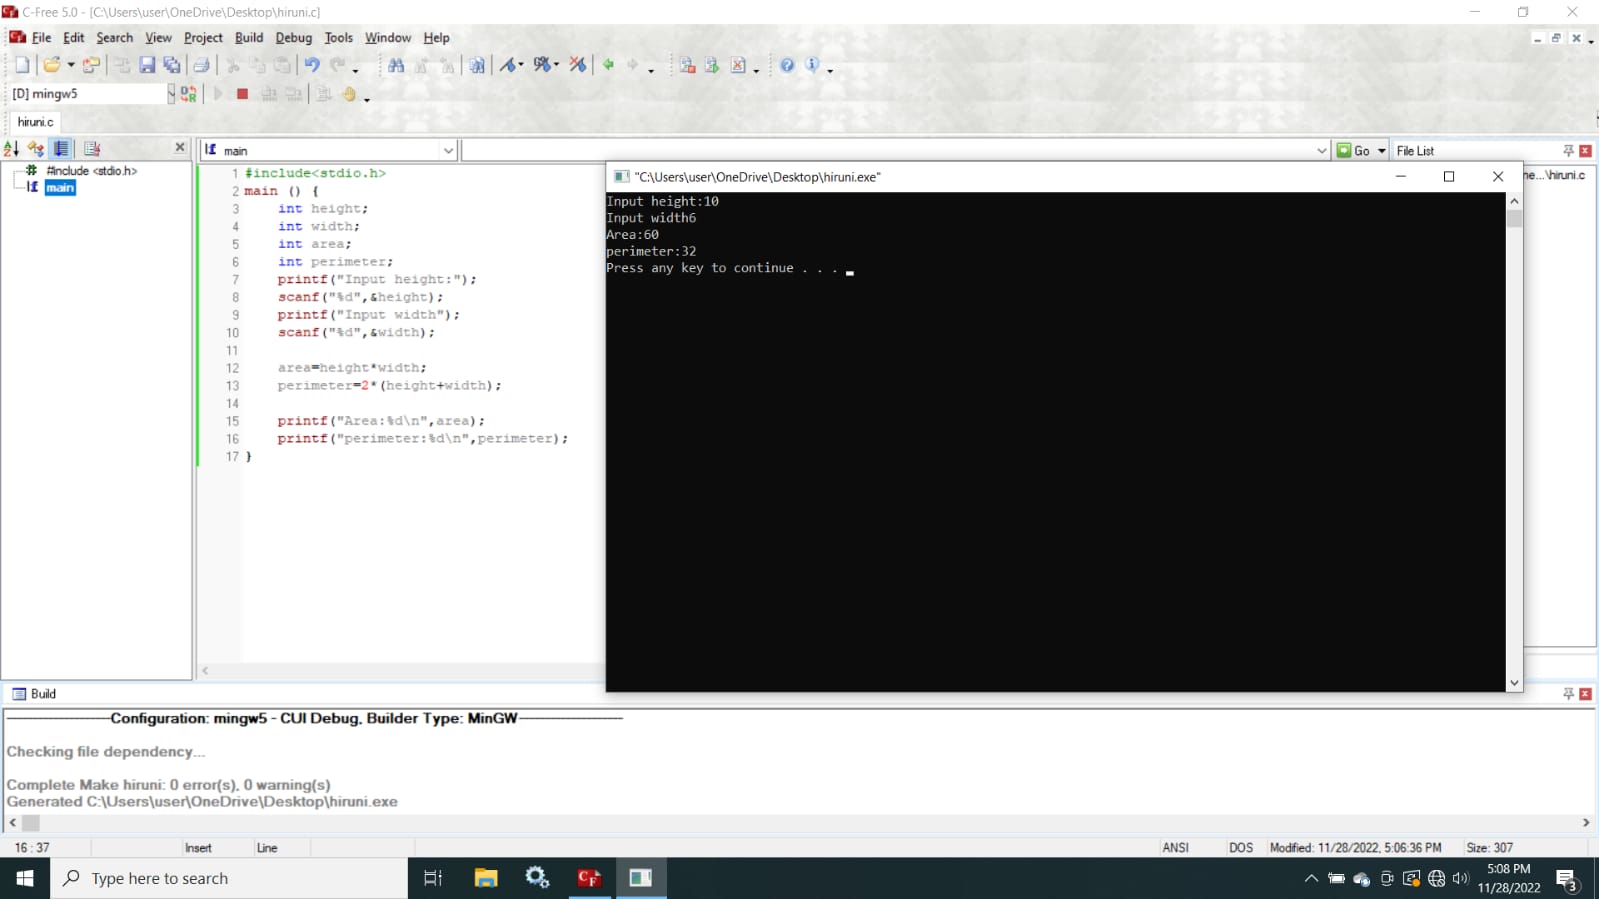 C-Free 5.0 - [C:\Users\user\OneDrive\Desktop\hiruni.c]
File Edit Search View Project Build Debug Tools Window Help
[D] mingw5
hiruni.c
main
Go
File List
#include <stdio.h>
main
1 #include<stdio.h>
2 main () {
3 int height;
4 int width;
5 int area;
6 int perimeter;
7 printf("Input height:");
8 scanf("%d",&height);
9 printf("Input width");
10 scanf("%d",&width);
11
12 area=height*width;
13 perimeter=2*(height+width);
14
15 printf("Area:%d\n",area);
16 printf("perimeter:%d\n",perimeter);
17 }
"C:\Users\user\OneDrive\Desktop\hiruni.exe"
Input height:10
Input width6
Area:60
perimeter:32
Press any key to continue . . .
ne...\hiruni.c
Build
--------------------Configuration: mingw5 - CUI Debug, Builder Type: MinGW--------------------
Checking file dependency...
Complete Make hiruni: 0 error(s), 0 warning(s)
Generated C:\Users\user\OneDrive\Desktop\hiruni.exe
16 : 37 Insert Line ANSI DOS Modified: 11/28/2022, 5:06:36 PM Size: 307
Type here to search
5:08 PM
11/28/2022
3